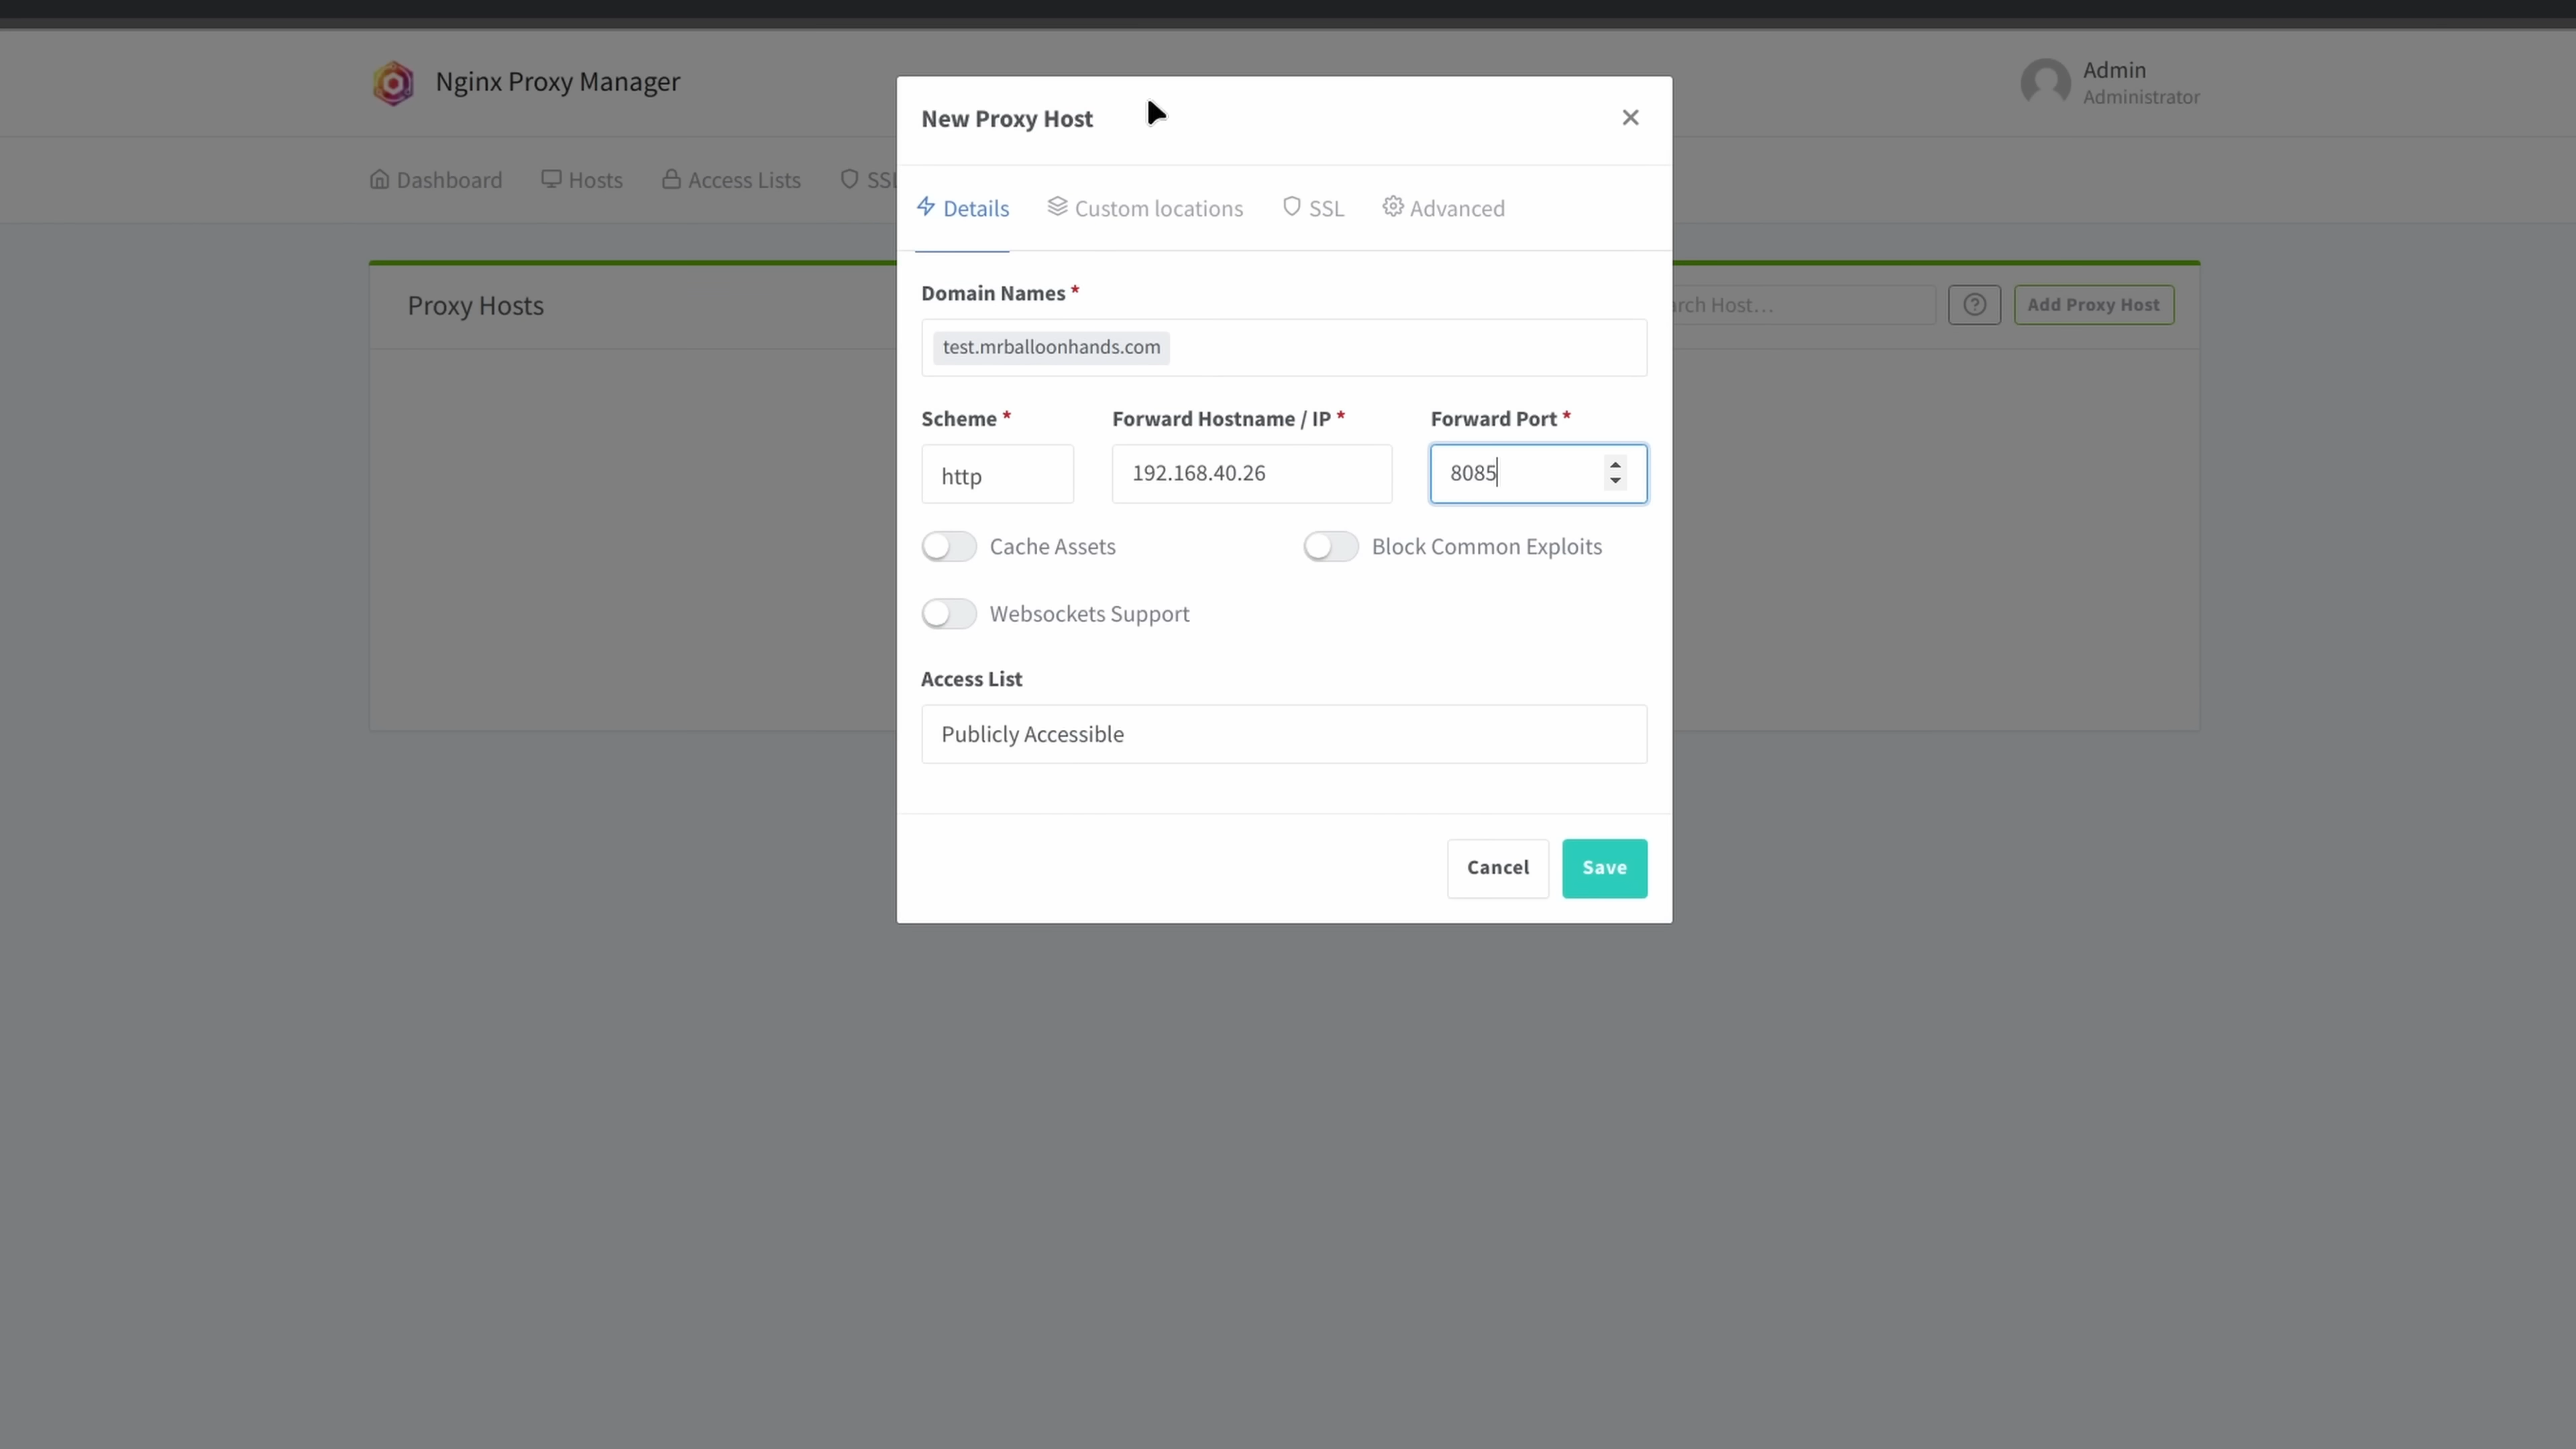 Nginx Proxy Manager
Admin
Administrator
Dashboard Hosts Access Lists SSL
Proxy Hosts
arch Host... Add Proxy Host
New Proxy Host
Details Custom locations SSL Advanced
Domain Names *
test.mrballoonhands.com
Scheme * Forward Hostname / IP * Forward Port *
http 192.168.40.26 8085
Cache Assets Block Common Exploits
Websockets Support
Access List
Publicly Accessible
Cancel Save